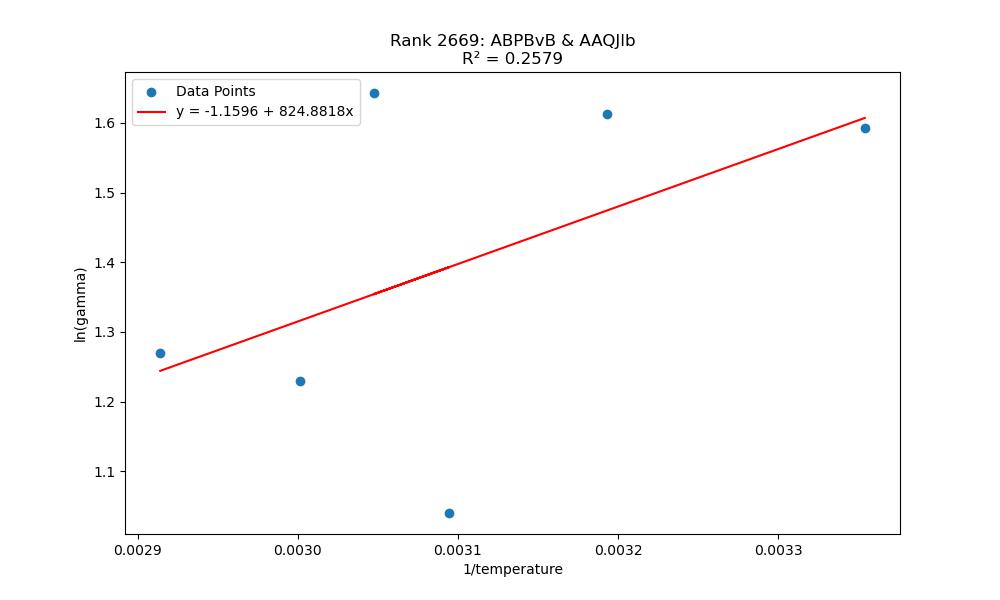 Rank 2669: ABPBvB & AAQJlb
R² = 0.2579
Data Points
y = -1.1596 + 824.8818x
1.6
1.5
1.4
1.3
1.2
1.1
ln(gamma)
0.0029 0.0030 0.0031 0.0032 0.0033
1/temperature